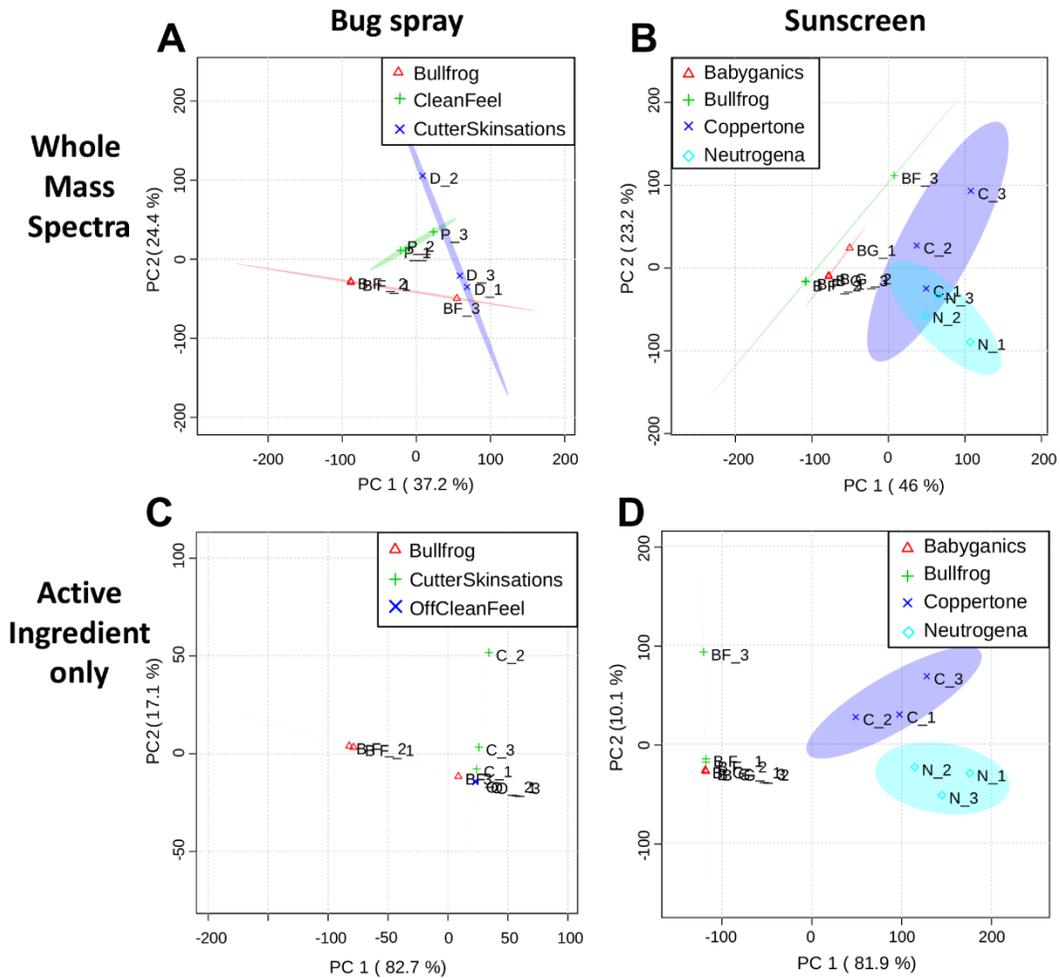 Bug spray
Sunscreen
Whole
Mass
Spectra
Active
Ingredient
only
A
Bullfrog
CleanFeel
CutterSkinsations
D_2
P_3
P_2
D_3
D_1
BF_3
200
100
0
-100
-200
PC2(24.4 %)
-200
-100
0
100
200
PC 1 ( 37.2 %)
B
Babyganics
Bullfrog
Coppertone
Neutrogena
BF_3
C_3
BG_1
C_2
C_1
N_3
N_2
N_1
200
100
0
-100
-200
PC 2 ( 23.2 %)
-200
-100
0
100
200
PC 1 ( 46 %)
C
Bullfrog
CutterSkinsations
OffCleanFeel
C_2
C_3
C_1
100
50
0
-50
PC2(17.1 %)
-200
-100
-50
0
50
100
PC 1 ( 82.7 %)
D
Babyganics
Bullfrog
Coppertone
Neutrogena
BF_3
C_3
C_2
C_1
N_2
N_1
N_3
200
100
0
-100
PC2 (10.1 %)
-100
0
100
200
PC 1 ( 81.9 %)